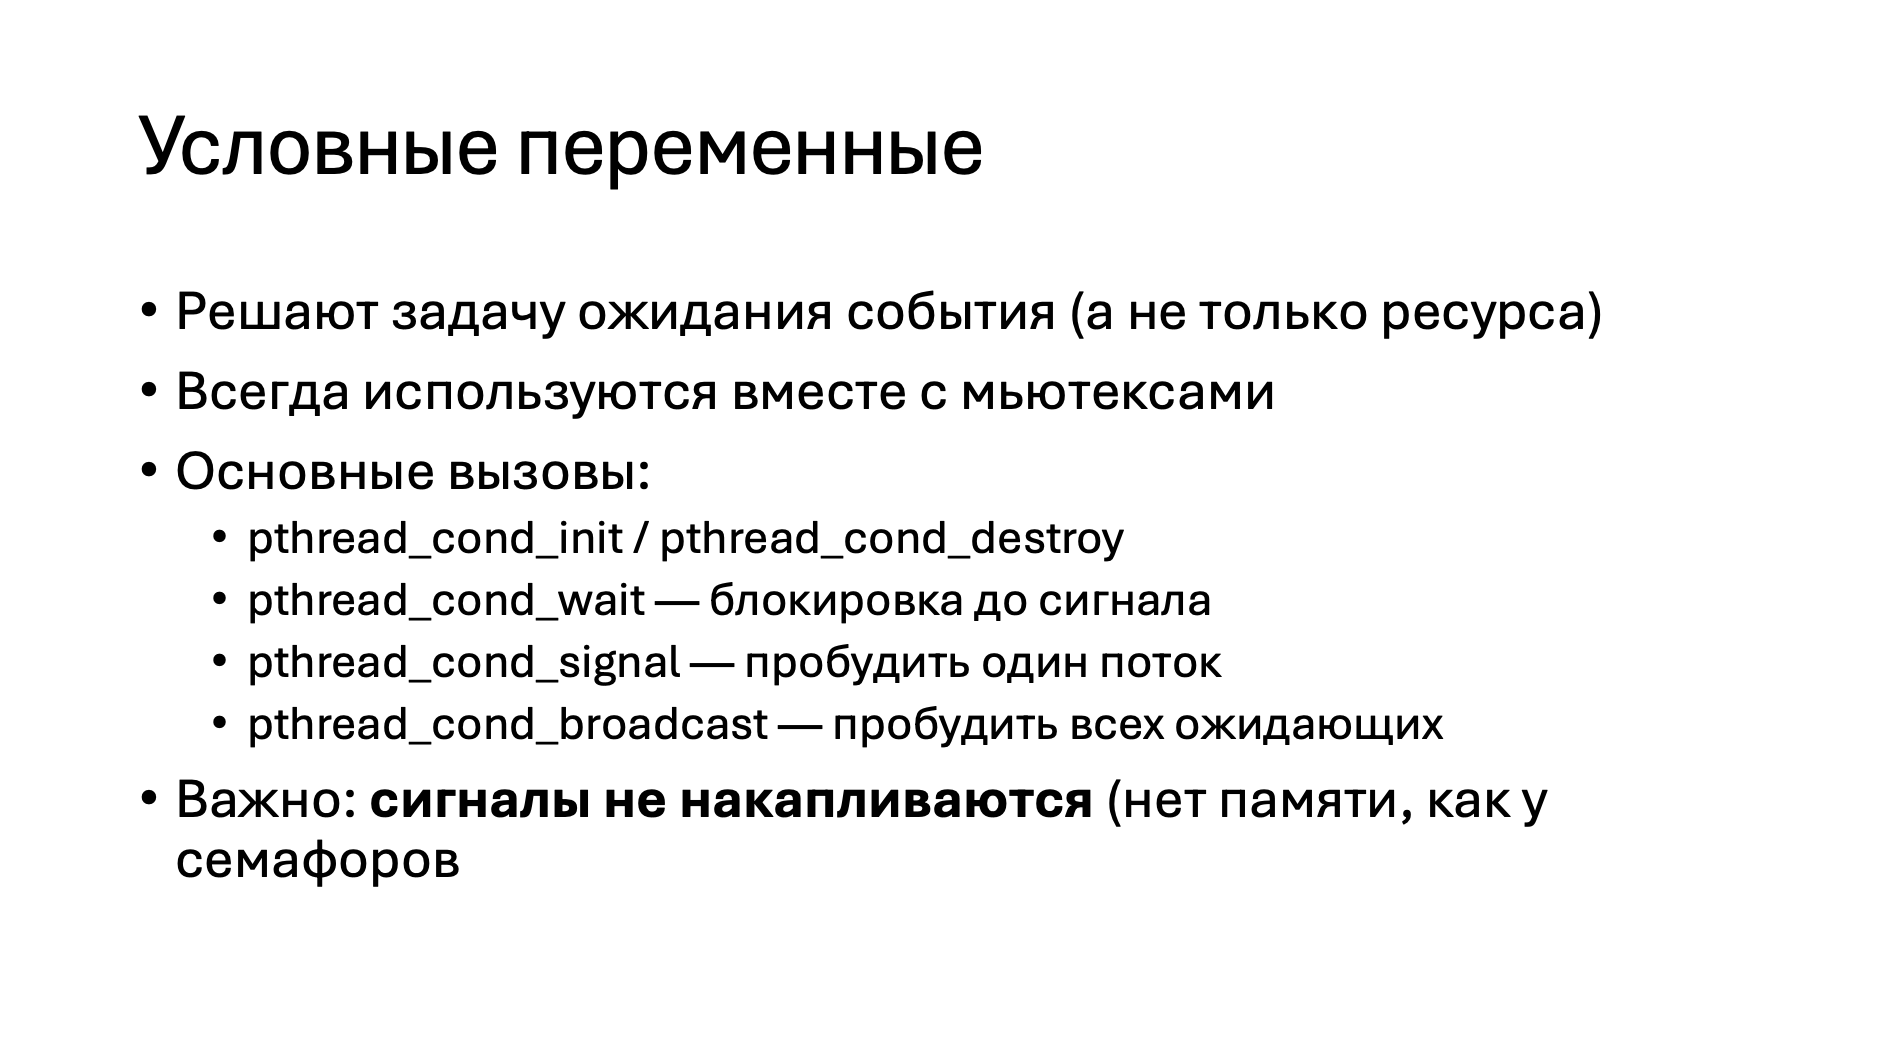 Условные переменные
• Решают задачу ожидания события (а не только ресурса)
• Всегда используются вместе с мьютексами
• Основные вызовы:
• pthread_cond_init / pthread_cond_destroy
• pthread_cond_wait — блокировка до сигнала
• pthread_cond_signal — пробудить один поток
• pthread_cond_broadcast — пробудить всех ожидающих
• Важно: сигналы не накапливаются (нет памяти, как у
семафоров